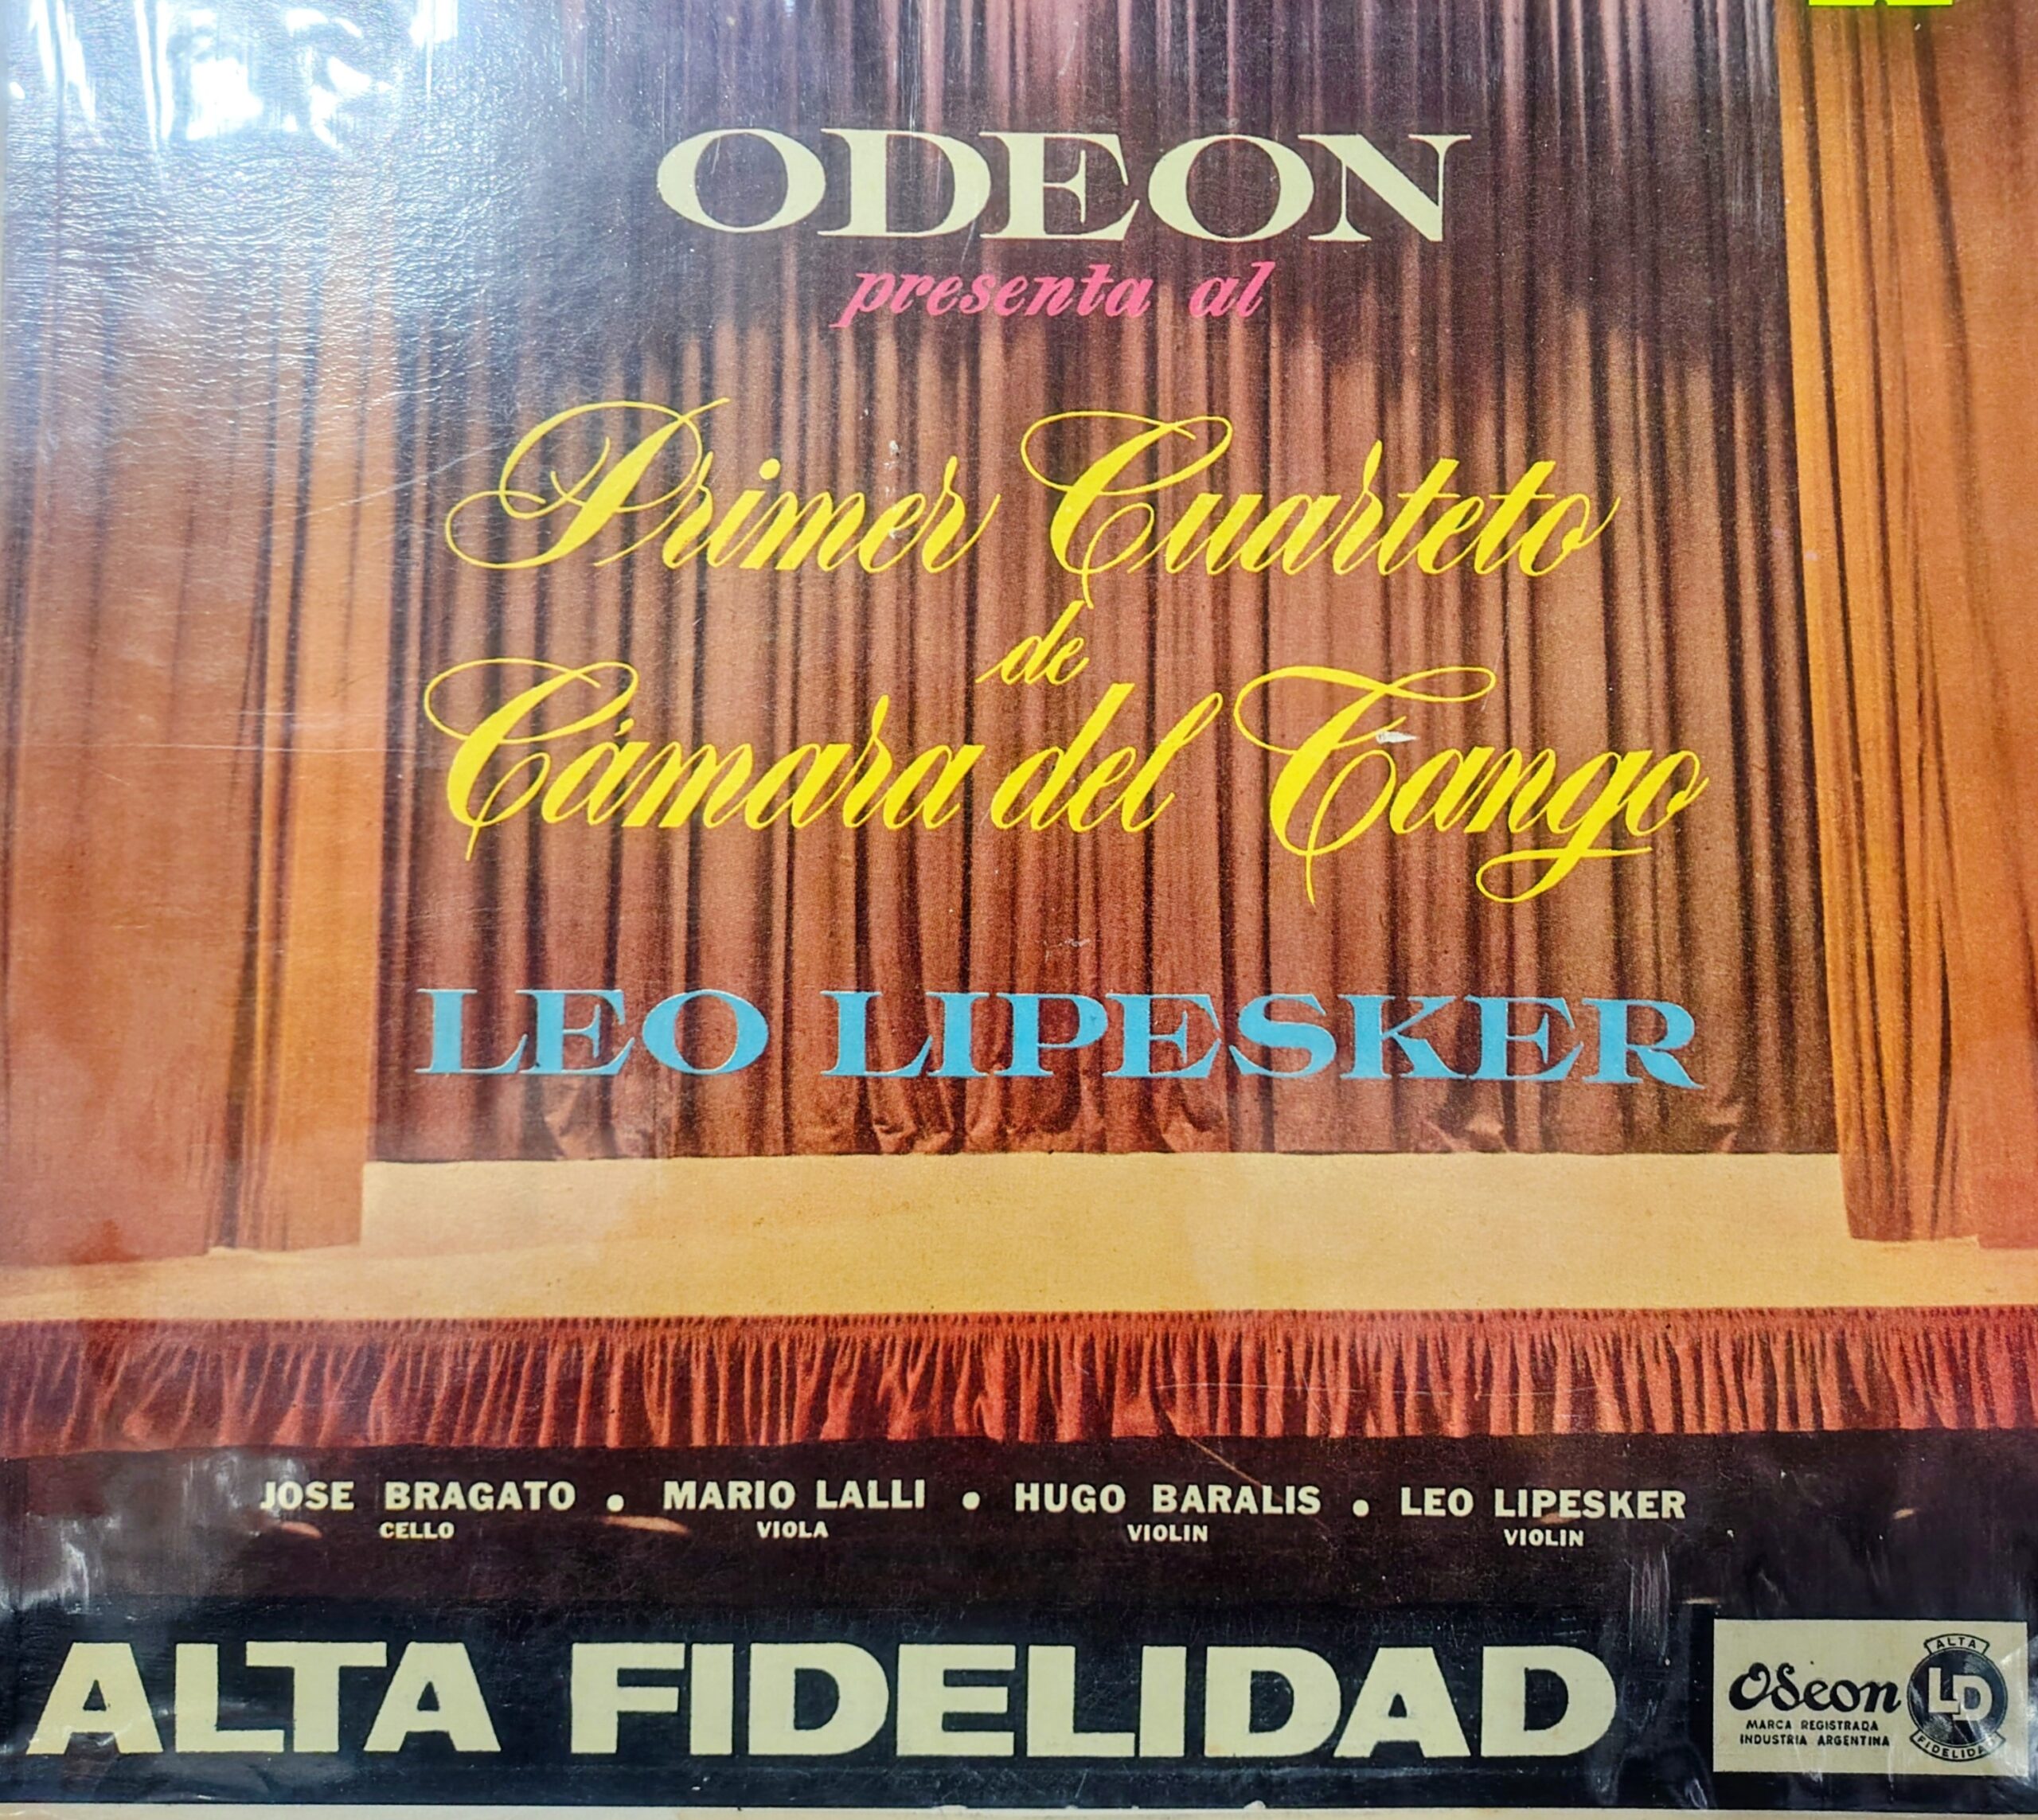 ODEON
presenta al
Primer Cuarteto
de
Cámara del Tango
LEO LIPESKER
JOSE BRAGATO • MARIO LALLI • HUGO BARALIS • LEO LIPESKER
CELLO VIOLA VIOLIN VIOLIN
ALTA FIDELIDAD
Odeon
MARCA REGISTRADA
INDUSTRIA ARGENTINA
ALTA
LD
FIDELIDAD